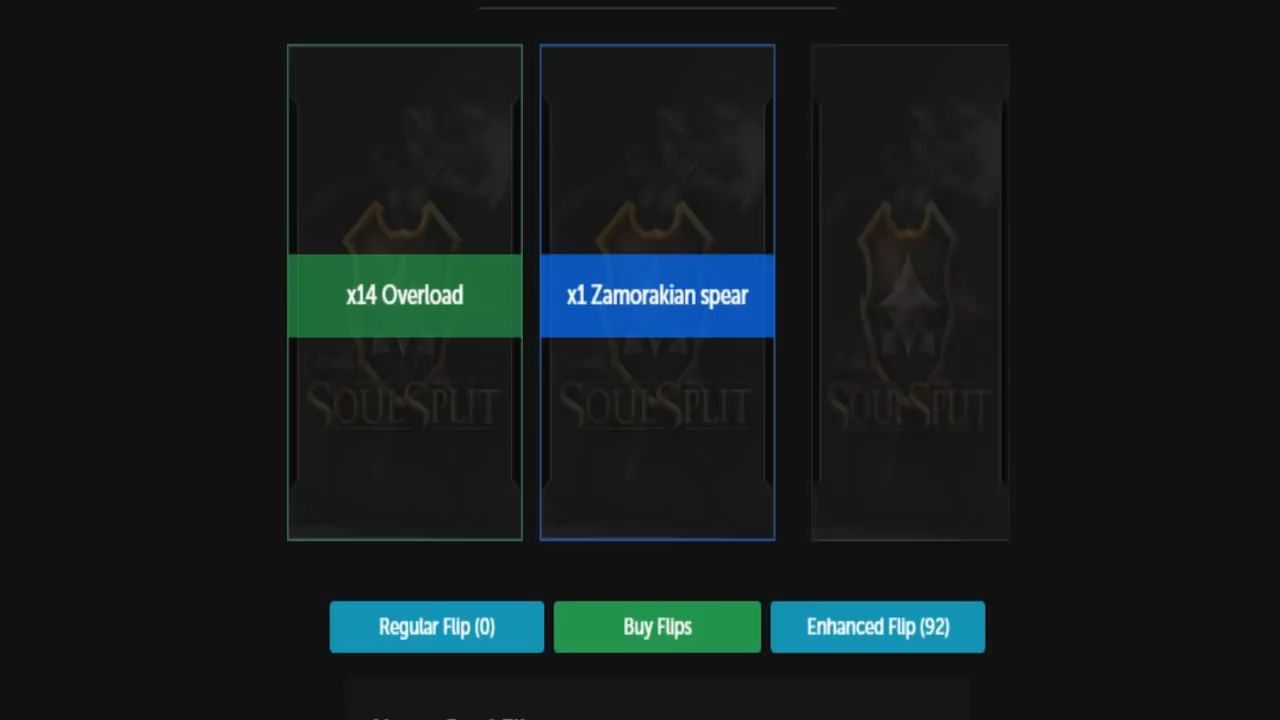 x14 Overload
x1 Zamorakian spear
SOULSPLIT
SOULSPLIT
SOULSPLIT
Regular Flip (0)
Buy Flips
Enhanced Flip (92)